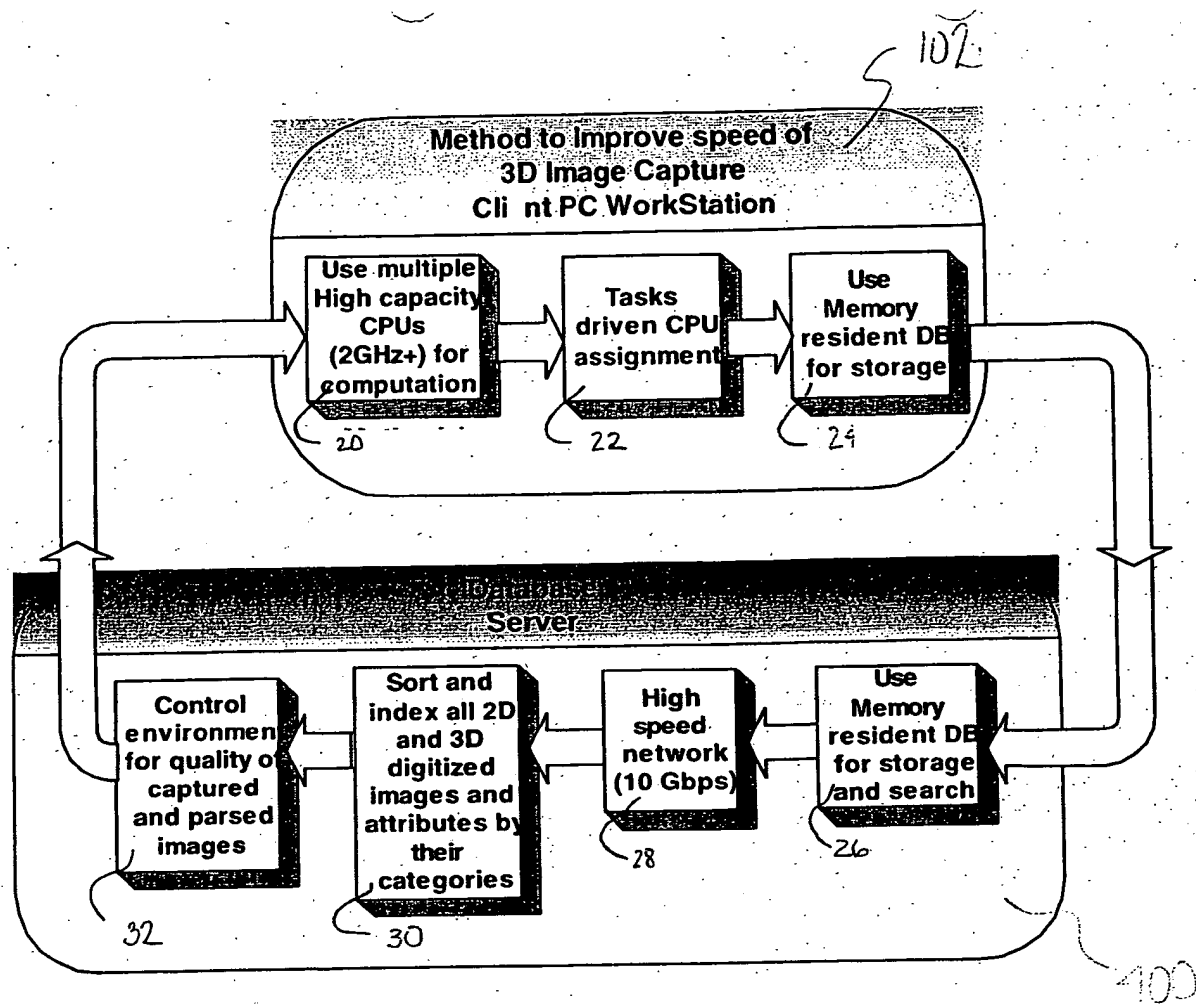 102
Method to Improve speed of
3D Image Capture
Cli nt PC WorkStation
Use multiple
High capacity
CPUs
(2GHz+) for
computation
20
Tasks
driven CPU
assignment
22
Use
Memory
resident DB
for storage
24
Database
Server
Control
environment
for quality of
captured
and parsed
images
32
Sort and
index all 2D
and 3D
digitized
images and
attributes by
their
categories
30
High
speed
network
(10 Gbps)
28
Use
Memory
resident DB
for storage
and search
26
400